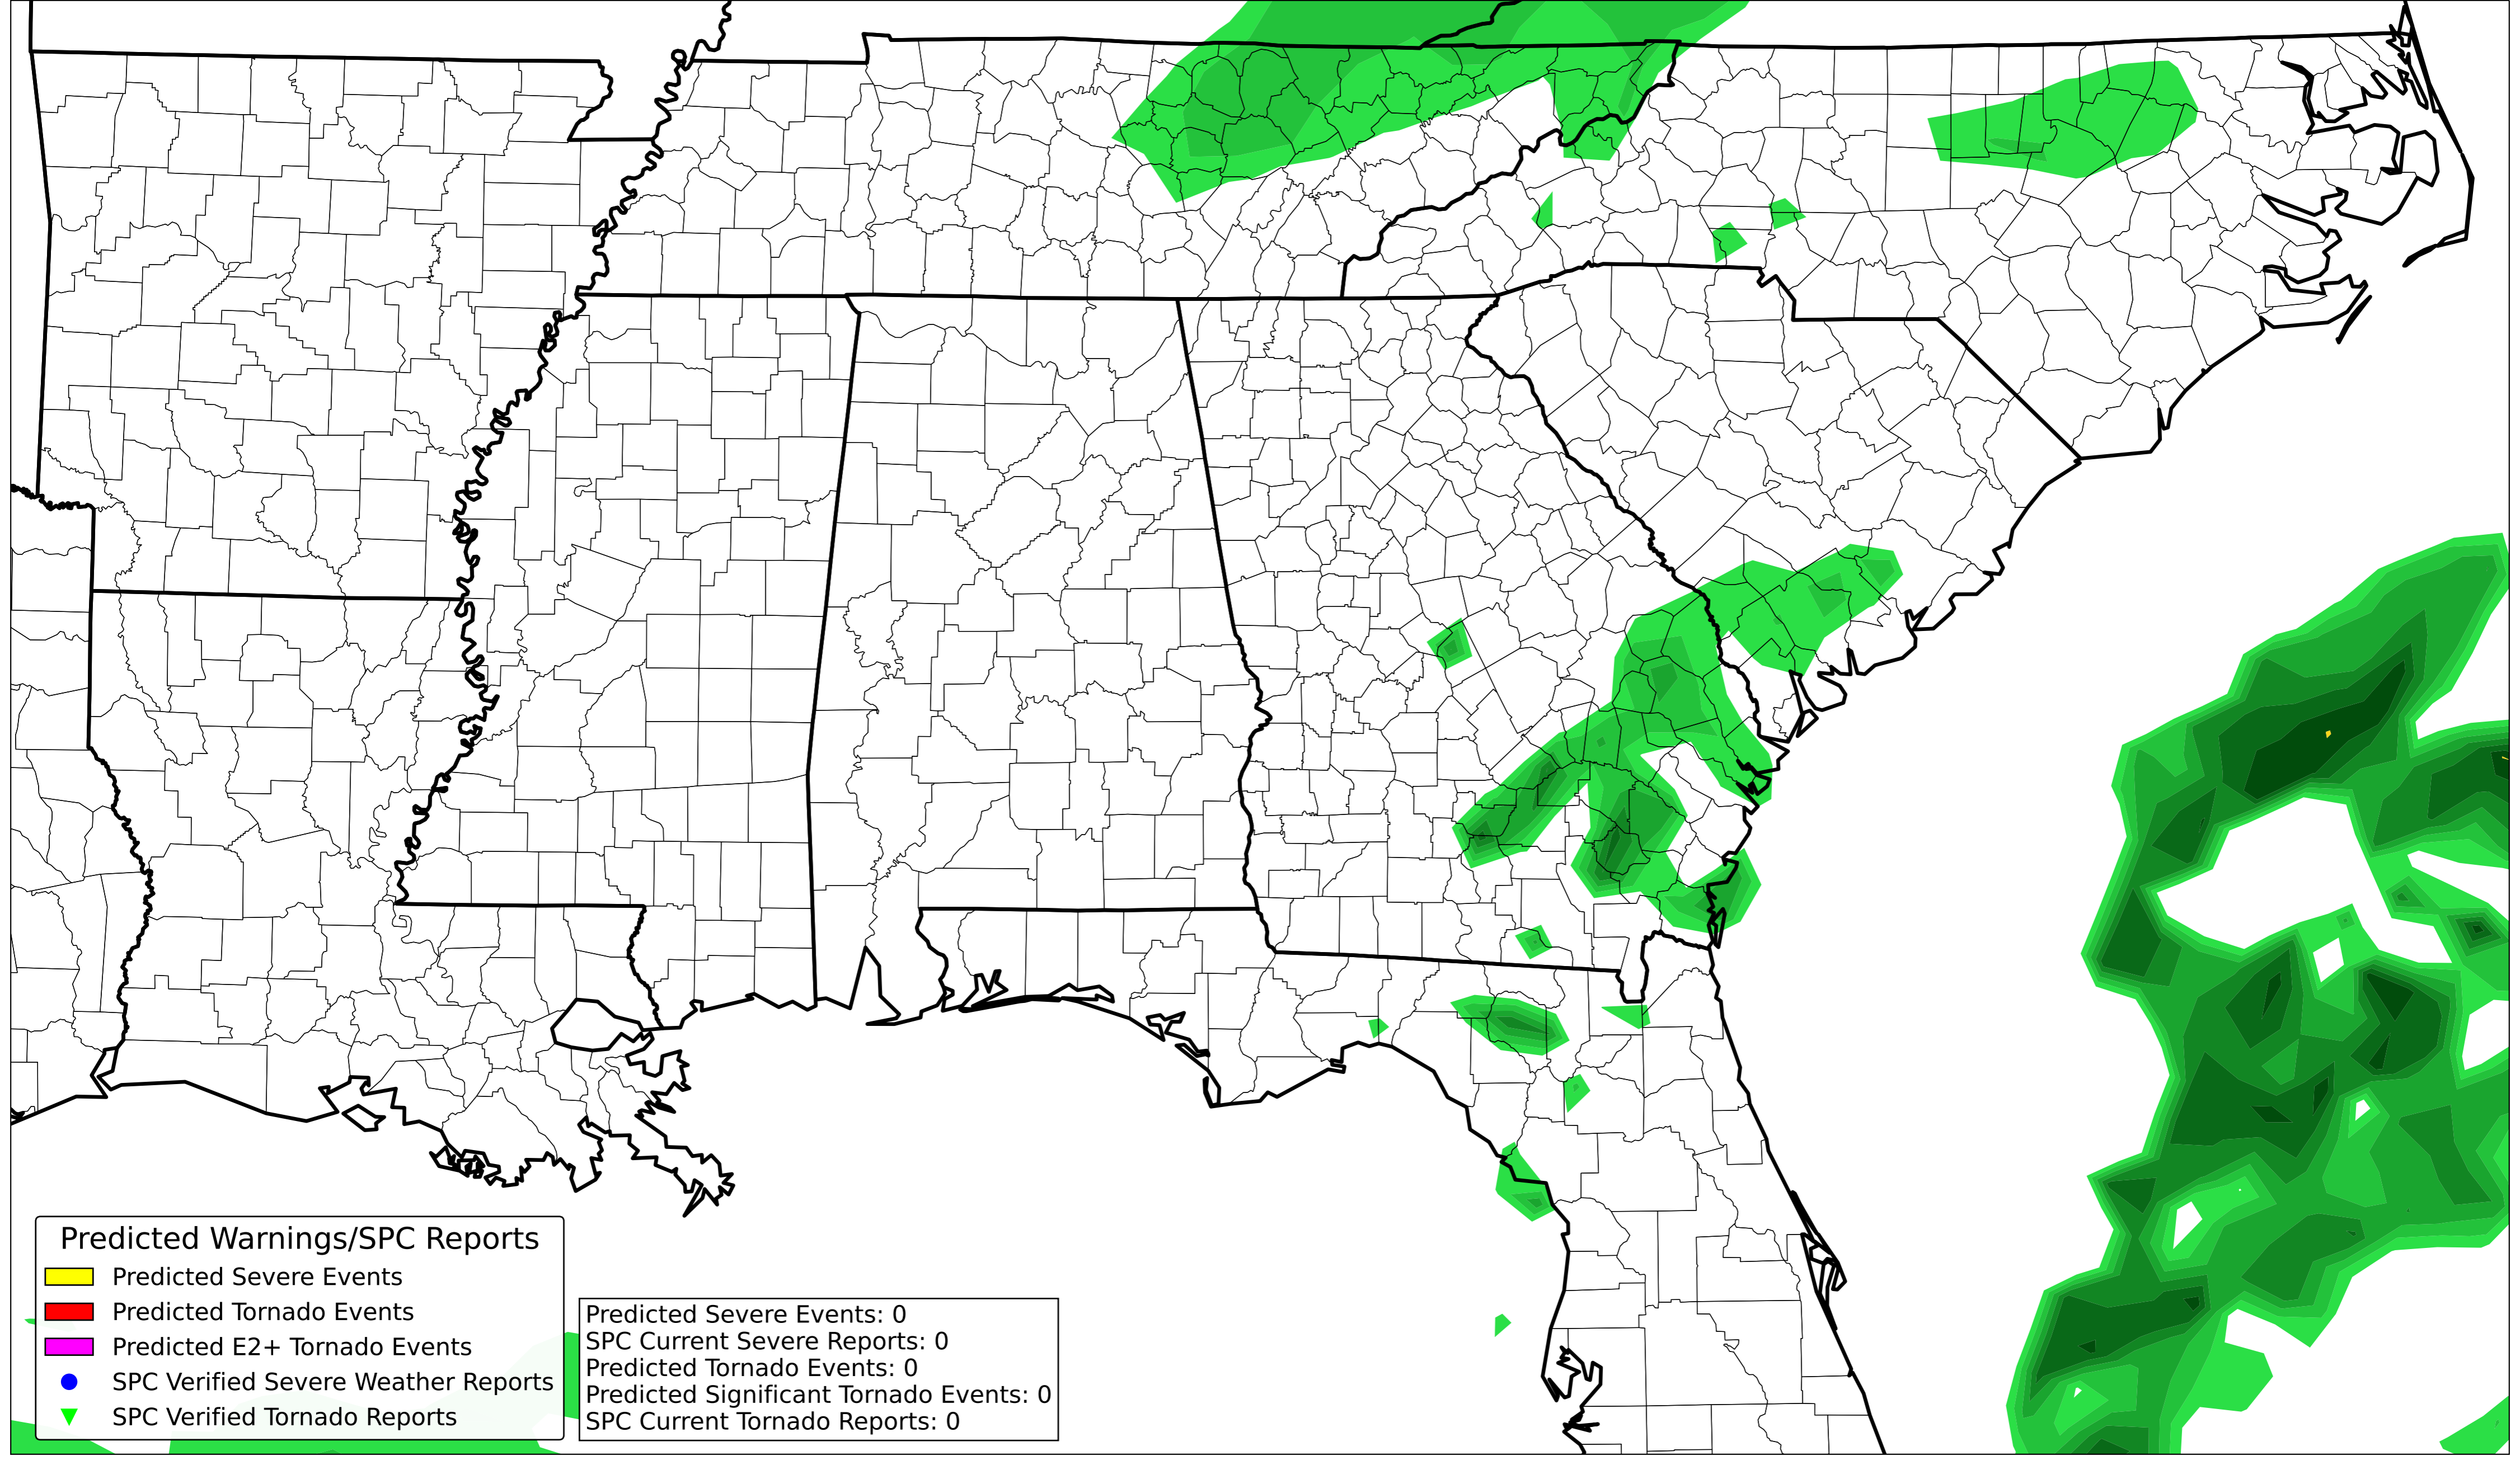 Predicted Warnings/SPC Reports
Predicted Severe Events
Predicted Tornado Events
Predicted E2+ Tornado Events
SPC Verified Severe Weather Reports
SPC Verified Tornado Reports
Predicted Severe Events: 0
SPC Current Severe Reports: 0
Predicted Tornado Events: 0
Predicted Significant Tornado Events: 0
SPC Current Tornado Reports: 0